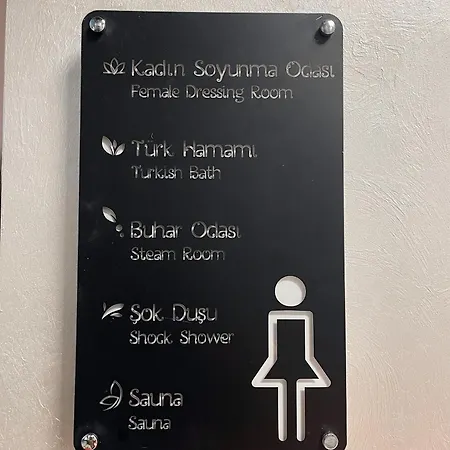 Kadın Soyunma Odası
Female Dressing Room
Türk Hamamı
Turkish Bath
Buhar Odası
Steam Room
Şok Duşu
Shock Shower
Sauna
Sauna